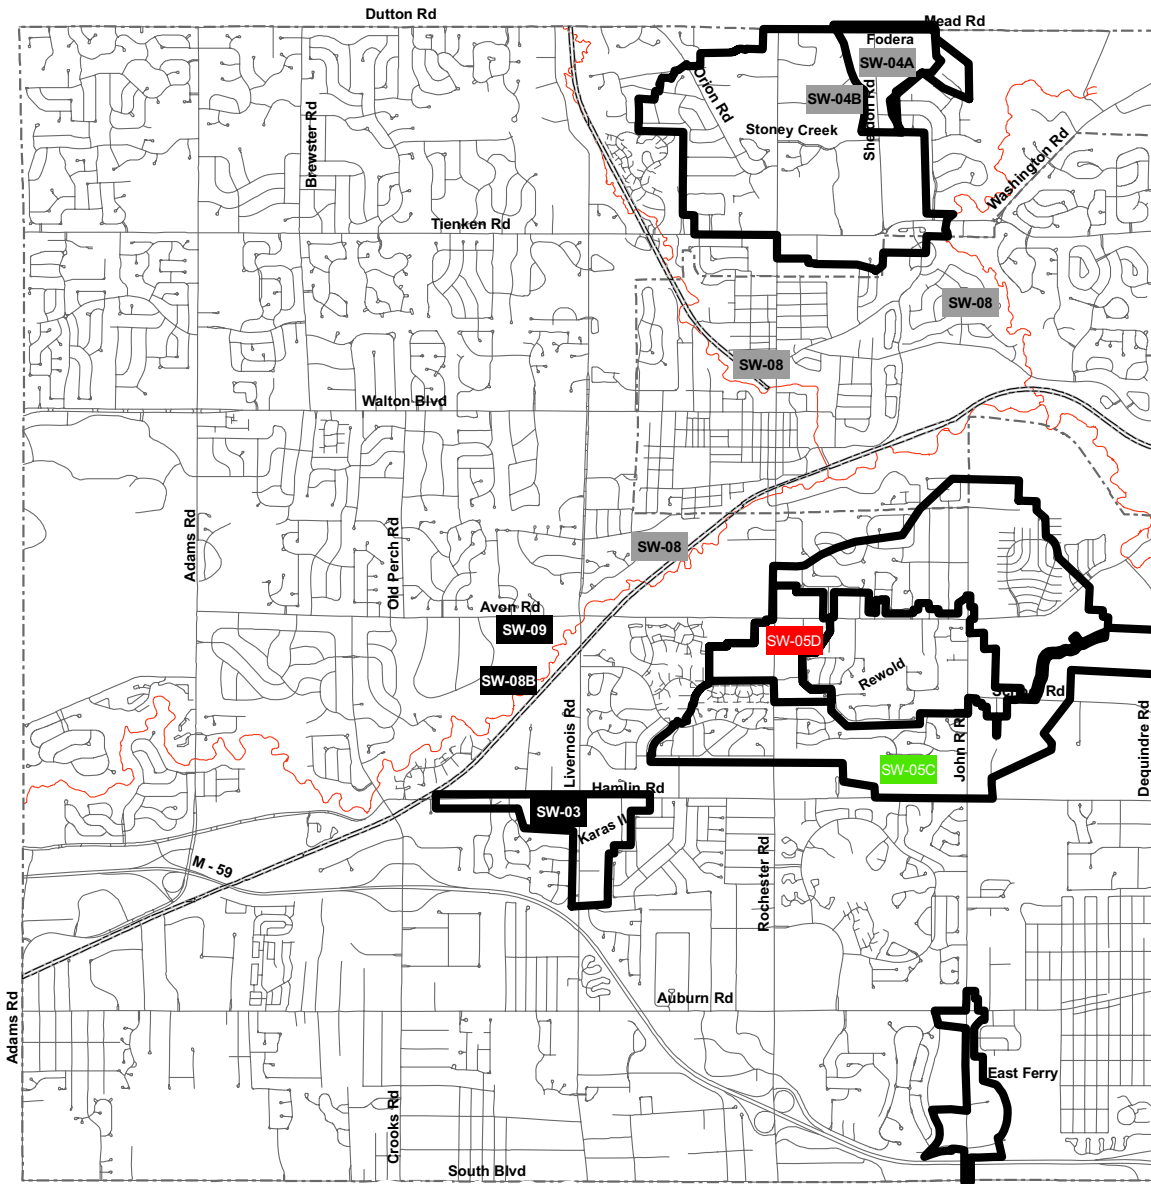 Dutton Rd
Mead Rd
Fodera
SW-04A
Orion Rd
SW-04B
Sheldon Rd
Stoney Creek
Brewster Rd
Washington Rd
Tienken Rd
SW-08
SW-08
Walton Blvd
Adams Rd
Old Perch Rd
SW-08
Avon Rd
SW-09
SW-05D
Rewold
SW-08B
Rd
Livernois Rd
John R R
Dequindre Rd
SW-05C
Hamlin Rd
SW-03
Karas II
M - 59
Rochester Rd
Auburn Rd
Adams Rd
East Ferry
Crooks Rd
South Blvd